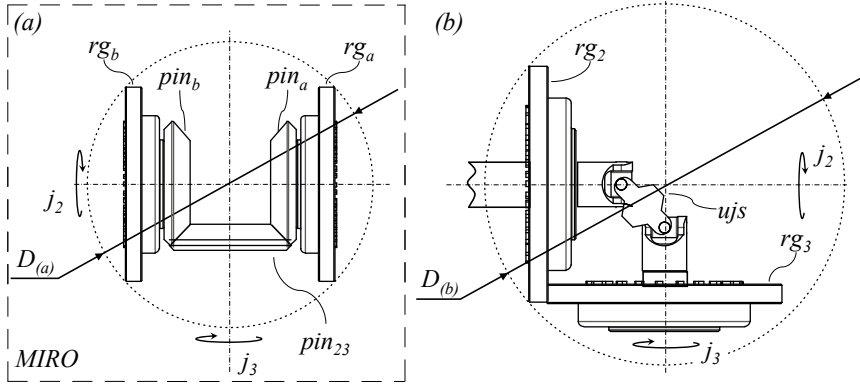 (a)
rg_b
rg_a
pin_b
pin_a
j_2
D_(a)
pin_23
j_3
MIRO
(b)
rg_2
j_2
ujs
rg_3
D_(b)
j_3